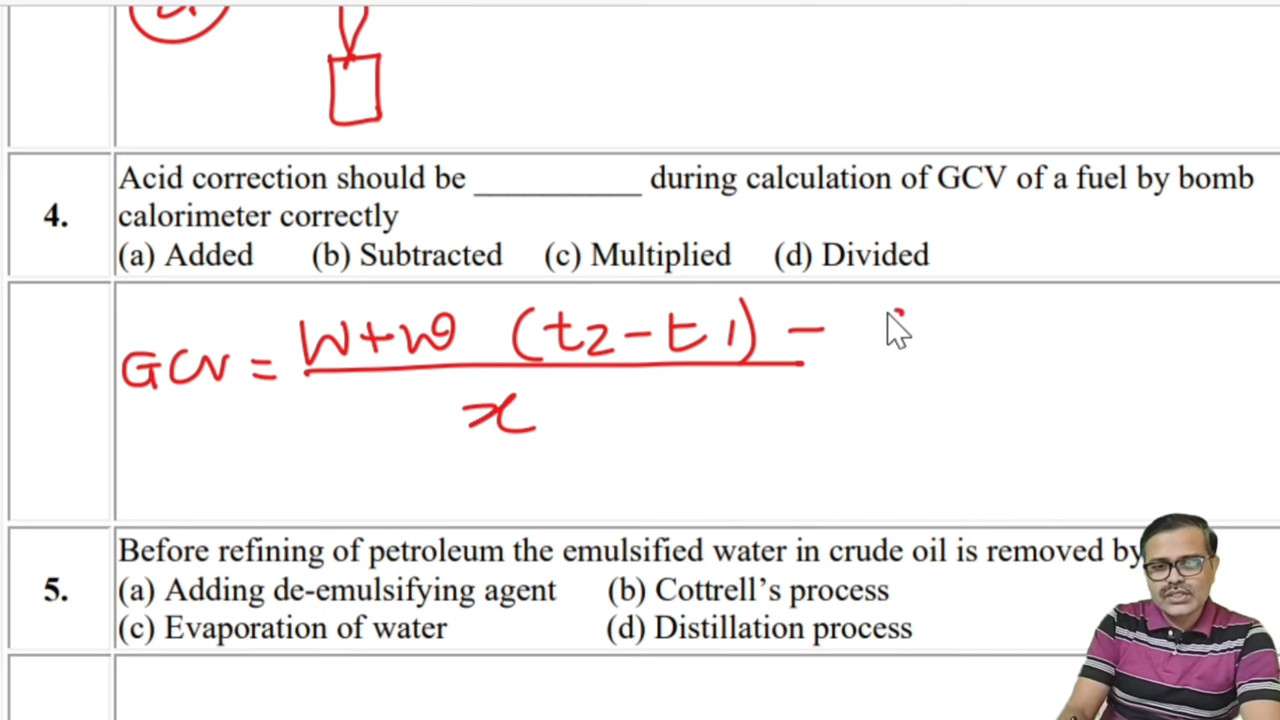 4.
Acid correction should be __________ during calculation of GCV of a fuel by bomb
calorimeter correctly
(a) Added (b) Subtracted (c) Multiplied (d) Divided
GCV = W+w (t2-t1) -
x
5.
Before refining of petroleum the emulsified water in crude oil is removed by
(a) Adding de-emulsifying agent (b) Cottrell’s process
(c) Evaporation of water (d) Distillation process